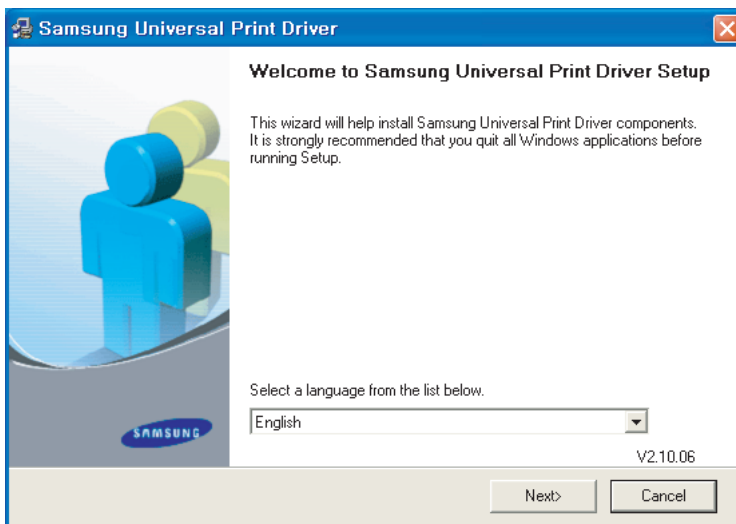 Samsung Universal Print Driver
Welcome to Samsung Universal Print Driver Setup
This wizard will help install Samsung Universal Print Driver components.
It is strongly recommended that you quit all Windows applications before
running Setup.
Select a language from the list below.
English
SAMSUNG
V2.10.06
Next>
Cancel